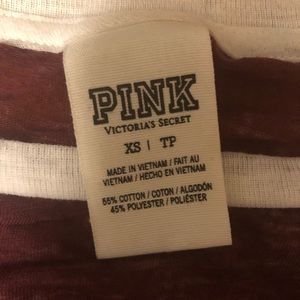 PINK
VICTORIA'S SECRET
XS | TP
MADE IN VIETNAM / FAIT AU
VIETNAM / HECHO EN VIETNAM
55% COTTON / COTON / ALGODÓN
45% POLYESTER / POLIÉSTER